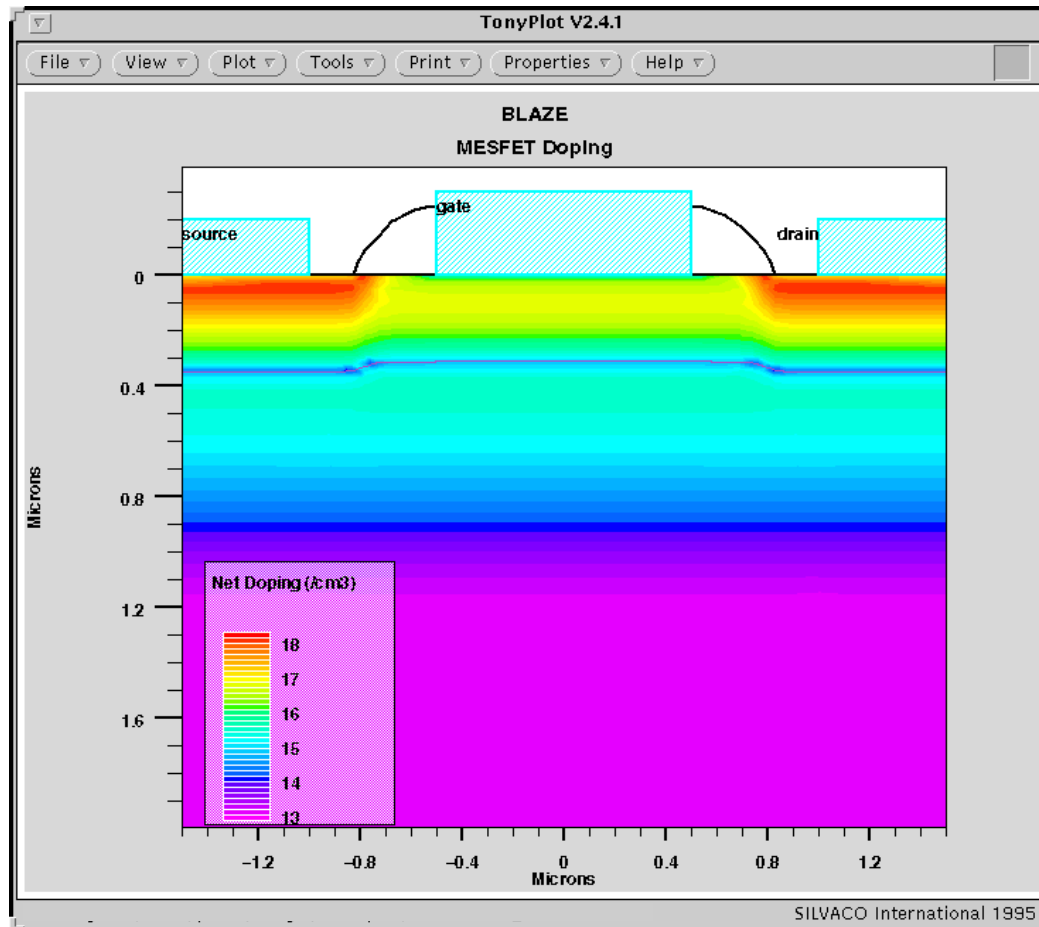 TonyPlot V2.4.1
File View Plot Tools Print Properties Help
BLAZE
MESFET Doping
gate
source
drain
0
0.4
0.8
1.2
1.6
Microns
Net Doping (/cm3)
18
17
16
15
14
13
−1.2 −0.8 −0.4 0 0.4 0.8 1.2
Microns
SILVACO International 1995